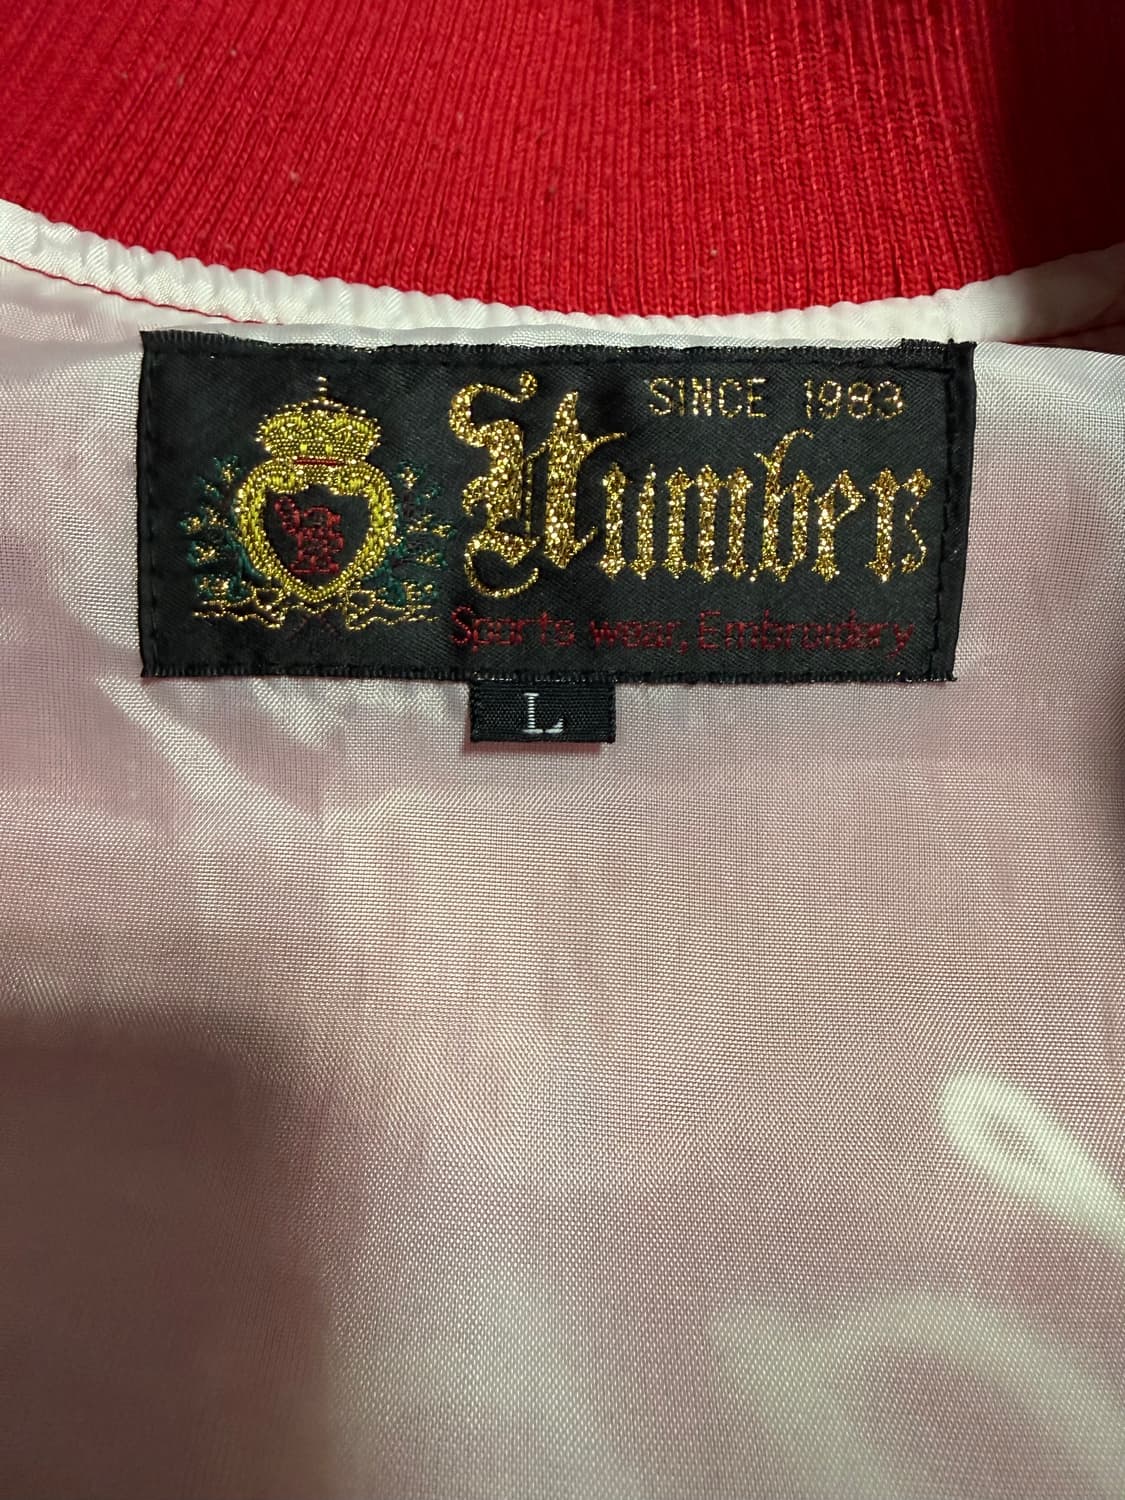 SINCE 1983
Number
Sports wear, Embroidery
L